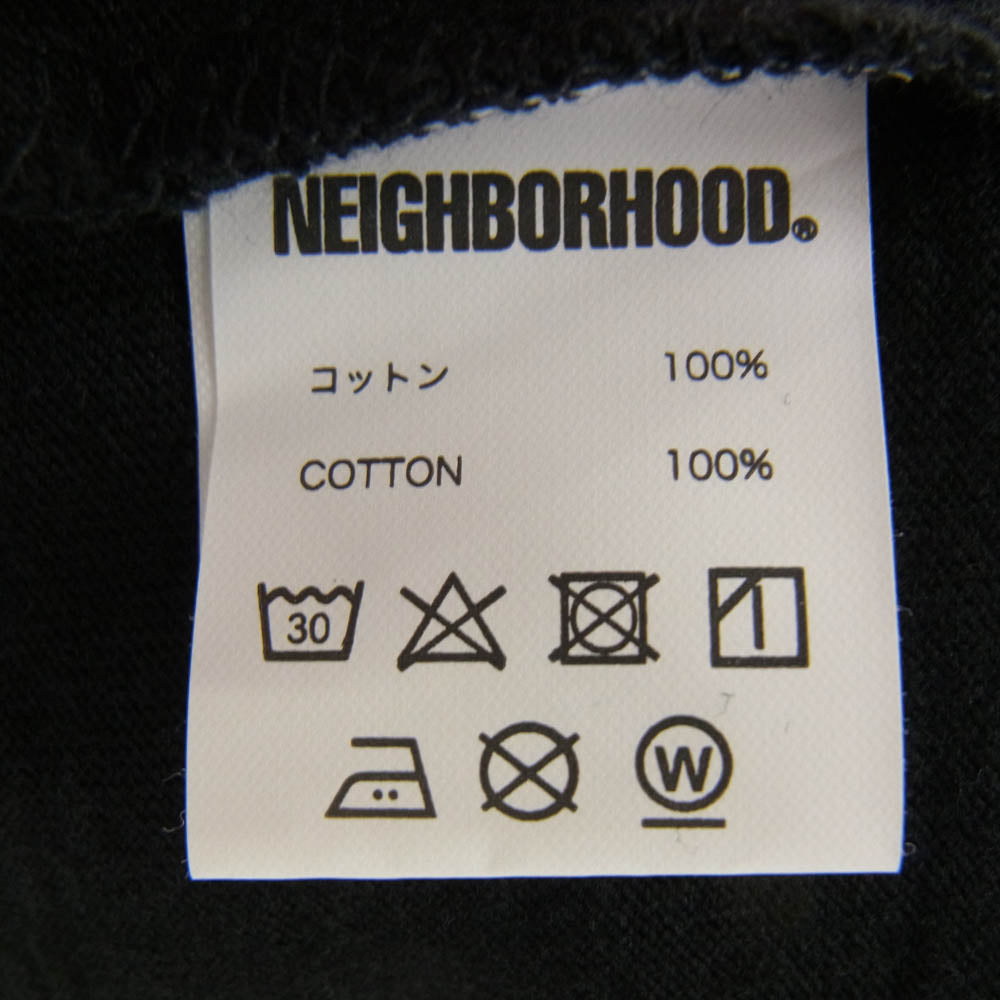 NEIGHBORHOOD®
コットン 100%
COTTON 100%
30
W